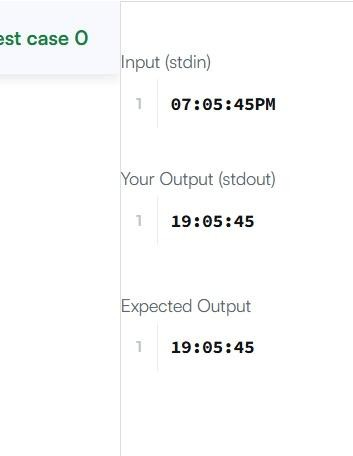 est case 0
Input (stdin)
1 07:05:45PM
Your Output (stdout)
1 19:05:45
Expected Output
1 19:05:45